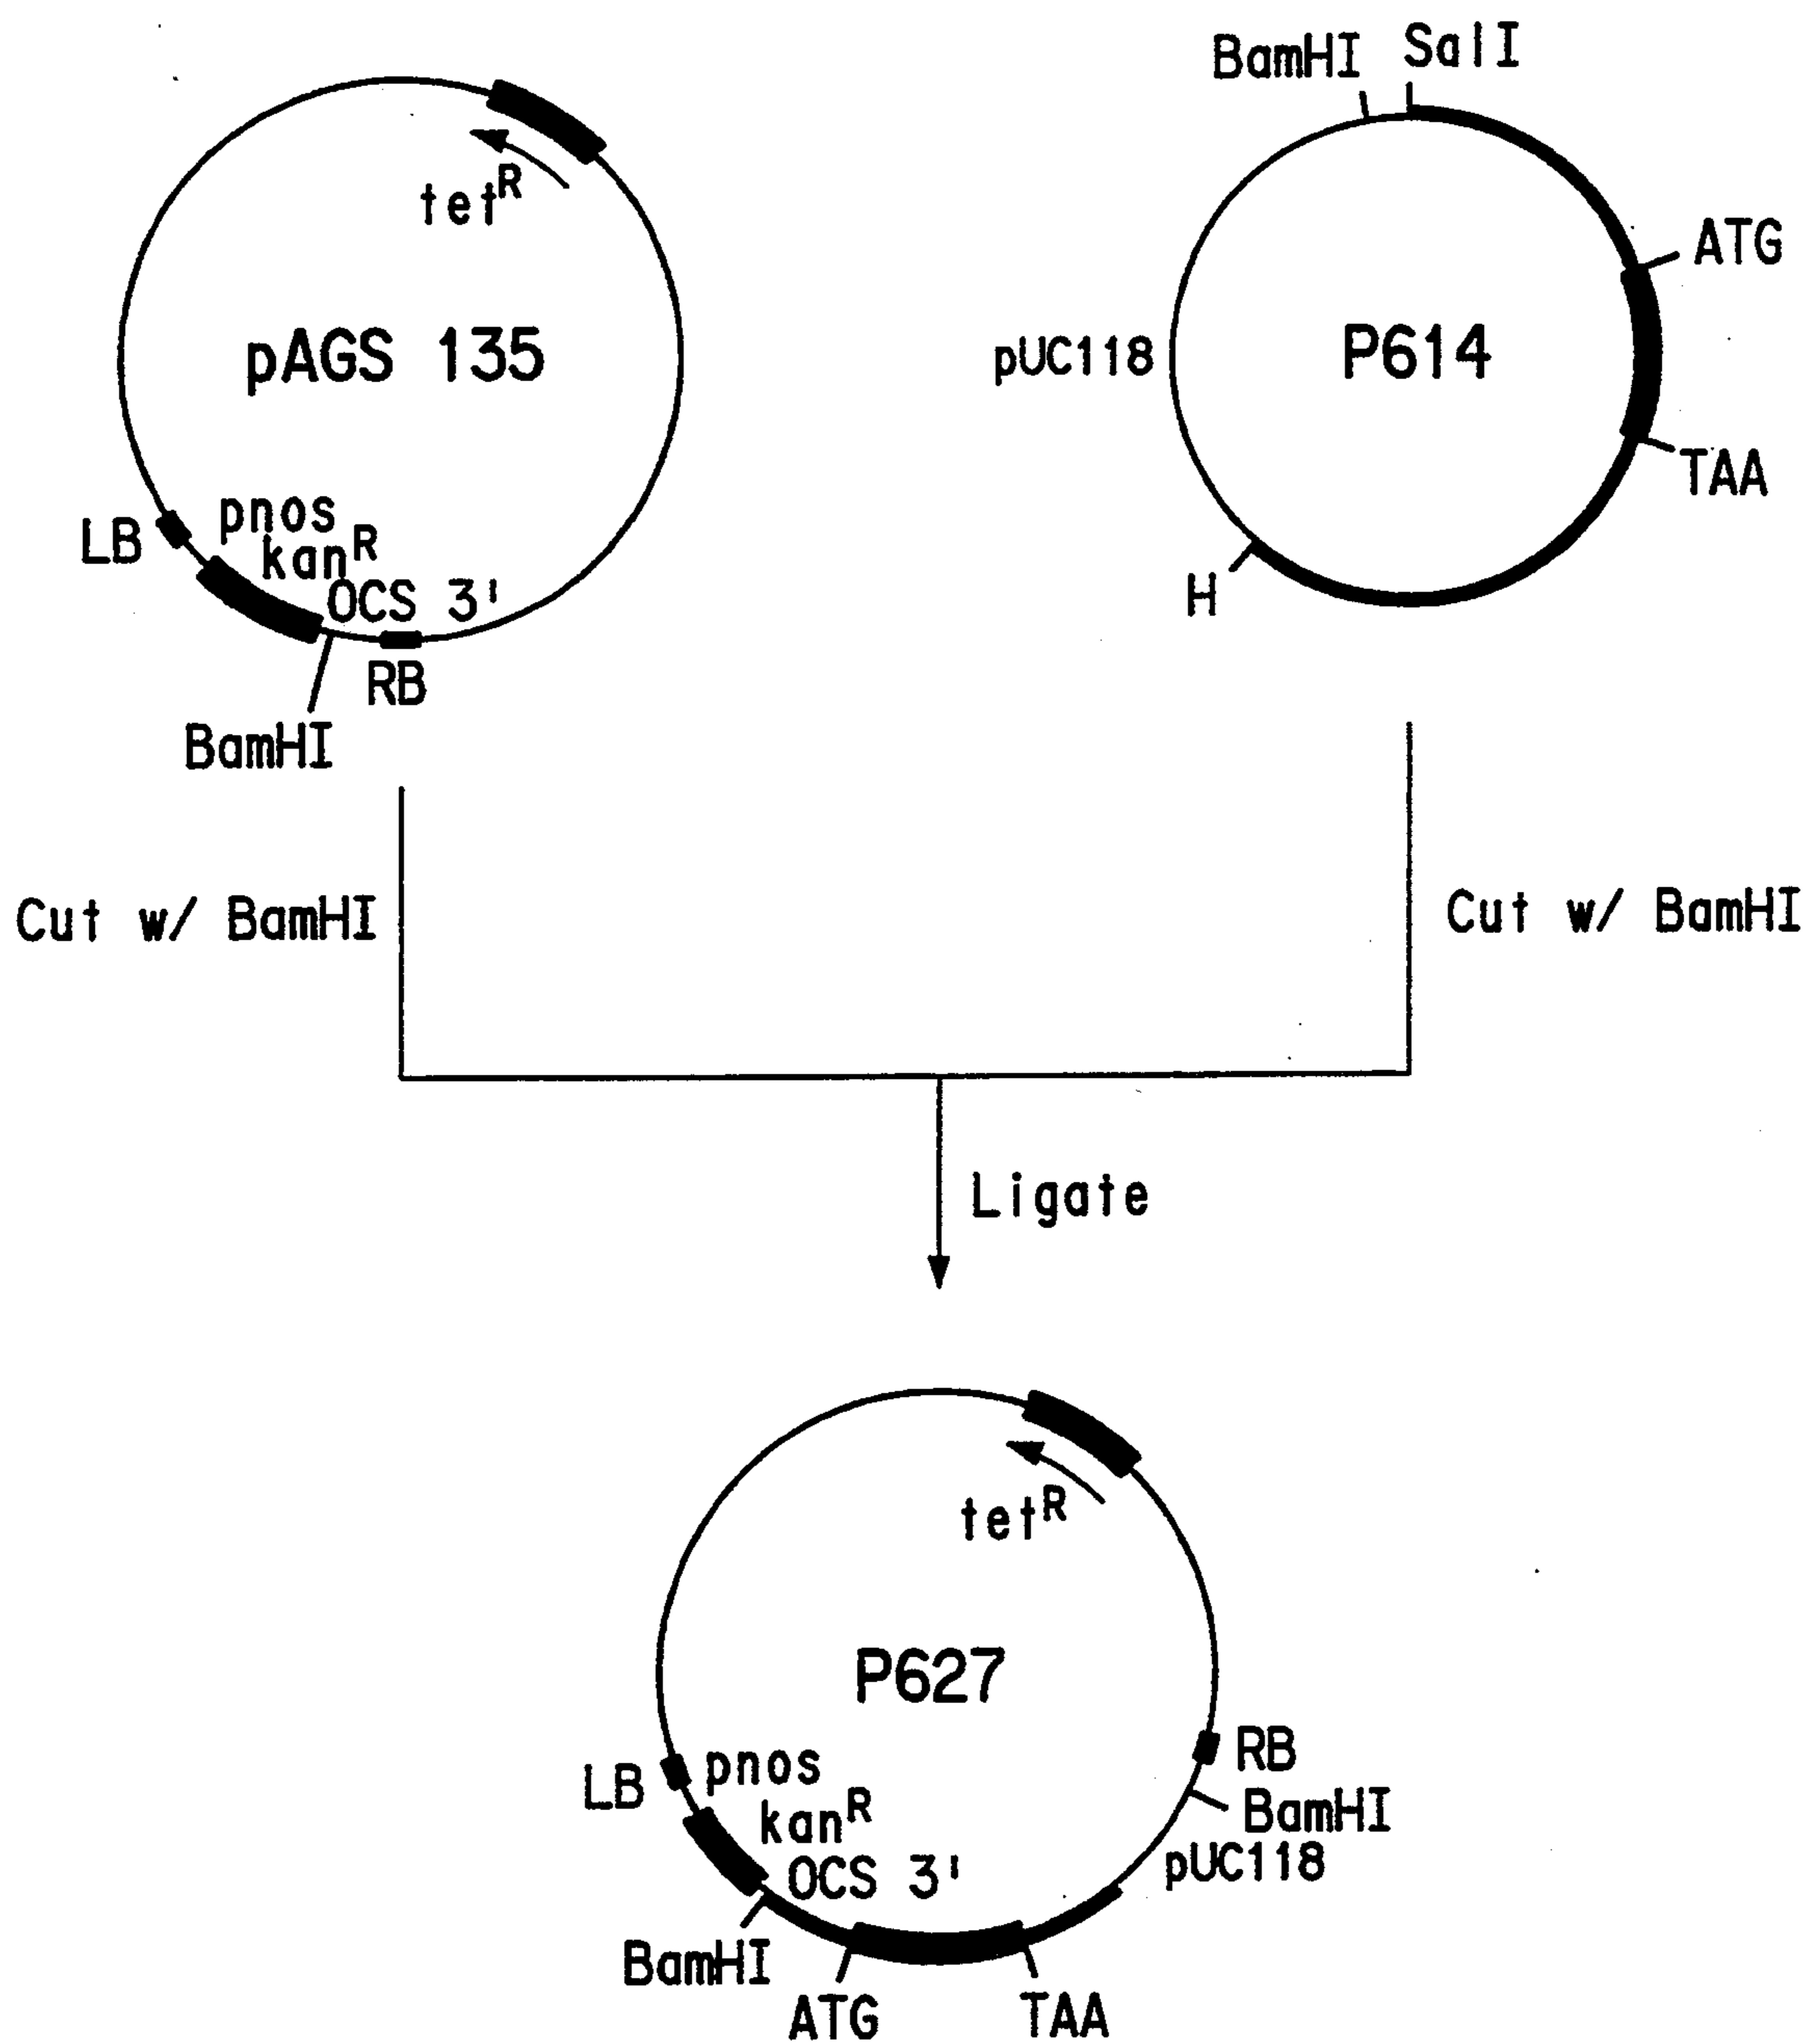 BamHI SalI
tetR
ATG
pAGS 135
pUC118
P614
TAA
LB
pnos
kanR
OCS 3'
H
RB
BamHI
Cut w/ BamHI
Cut w/ BamHI
Ligate
tetR
P627
LB
pnos
kanR
OCS 3'
RB
BamHI
pUC118
BamHI
ATG
TAA